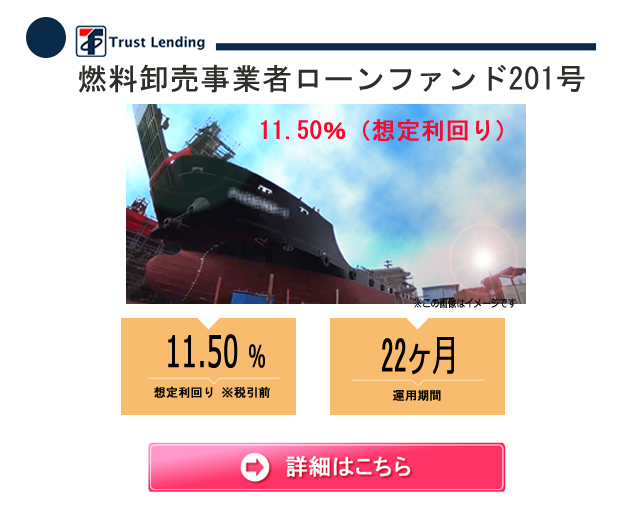 Trust Lending
燃料卸売事業者ローンファンド201号
11.50%（想定利回り）
※この画像はイメージです
11.50 %
想定利回り ※税引前
22ヶ月
運用期間
詳細はこちら